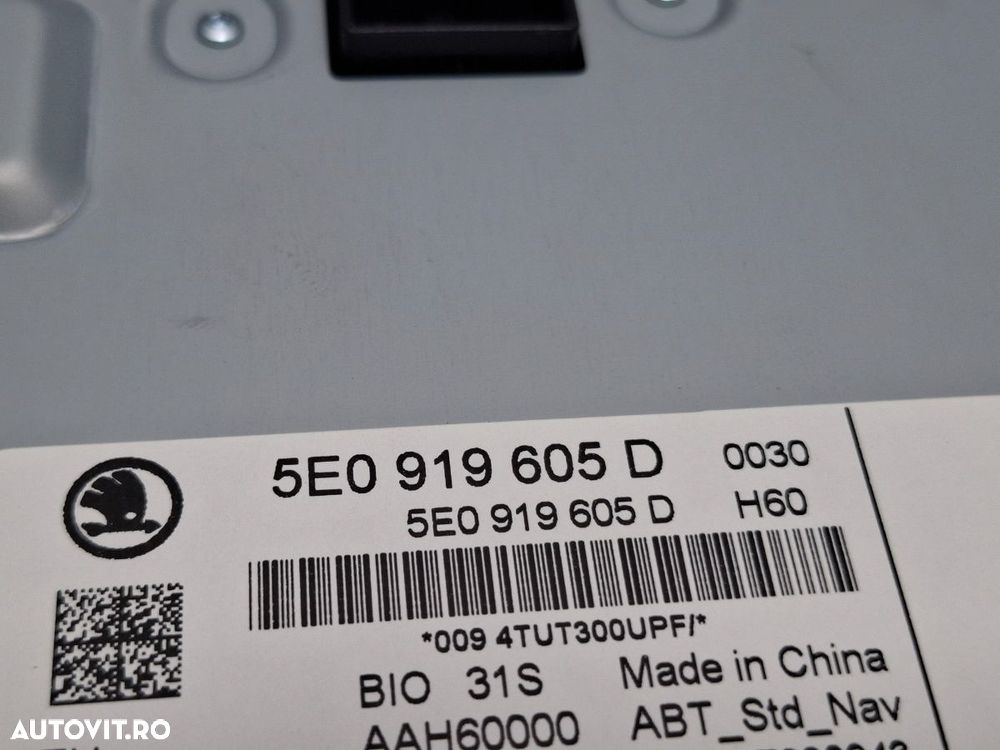 5E0 919 605 D 0030
5E0 919 605 D H60
*009 4TUT300UPF/*
BIO 31S Made in China
AAH60000 ABT_Std_Nav
AUTOVIT.RO